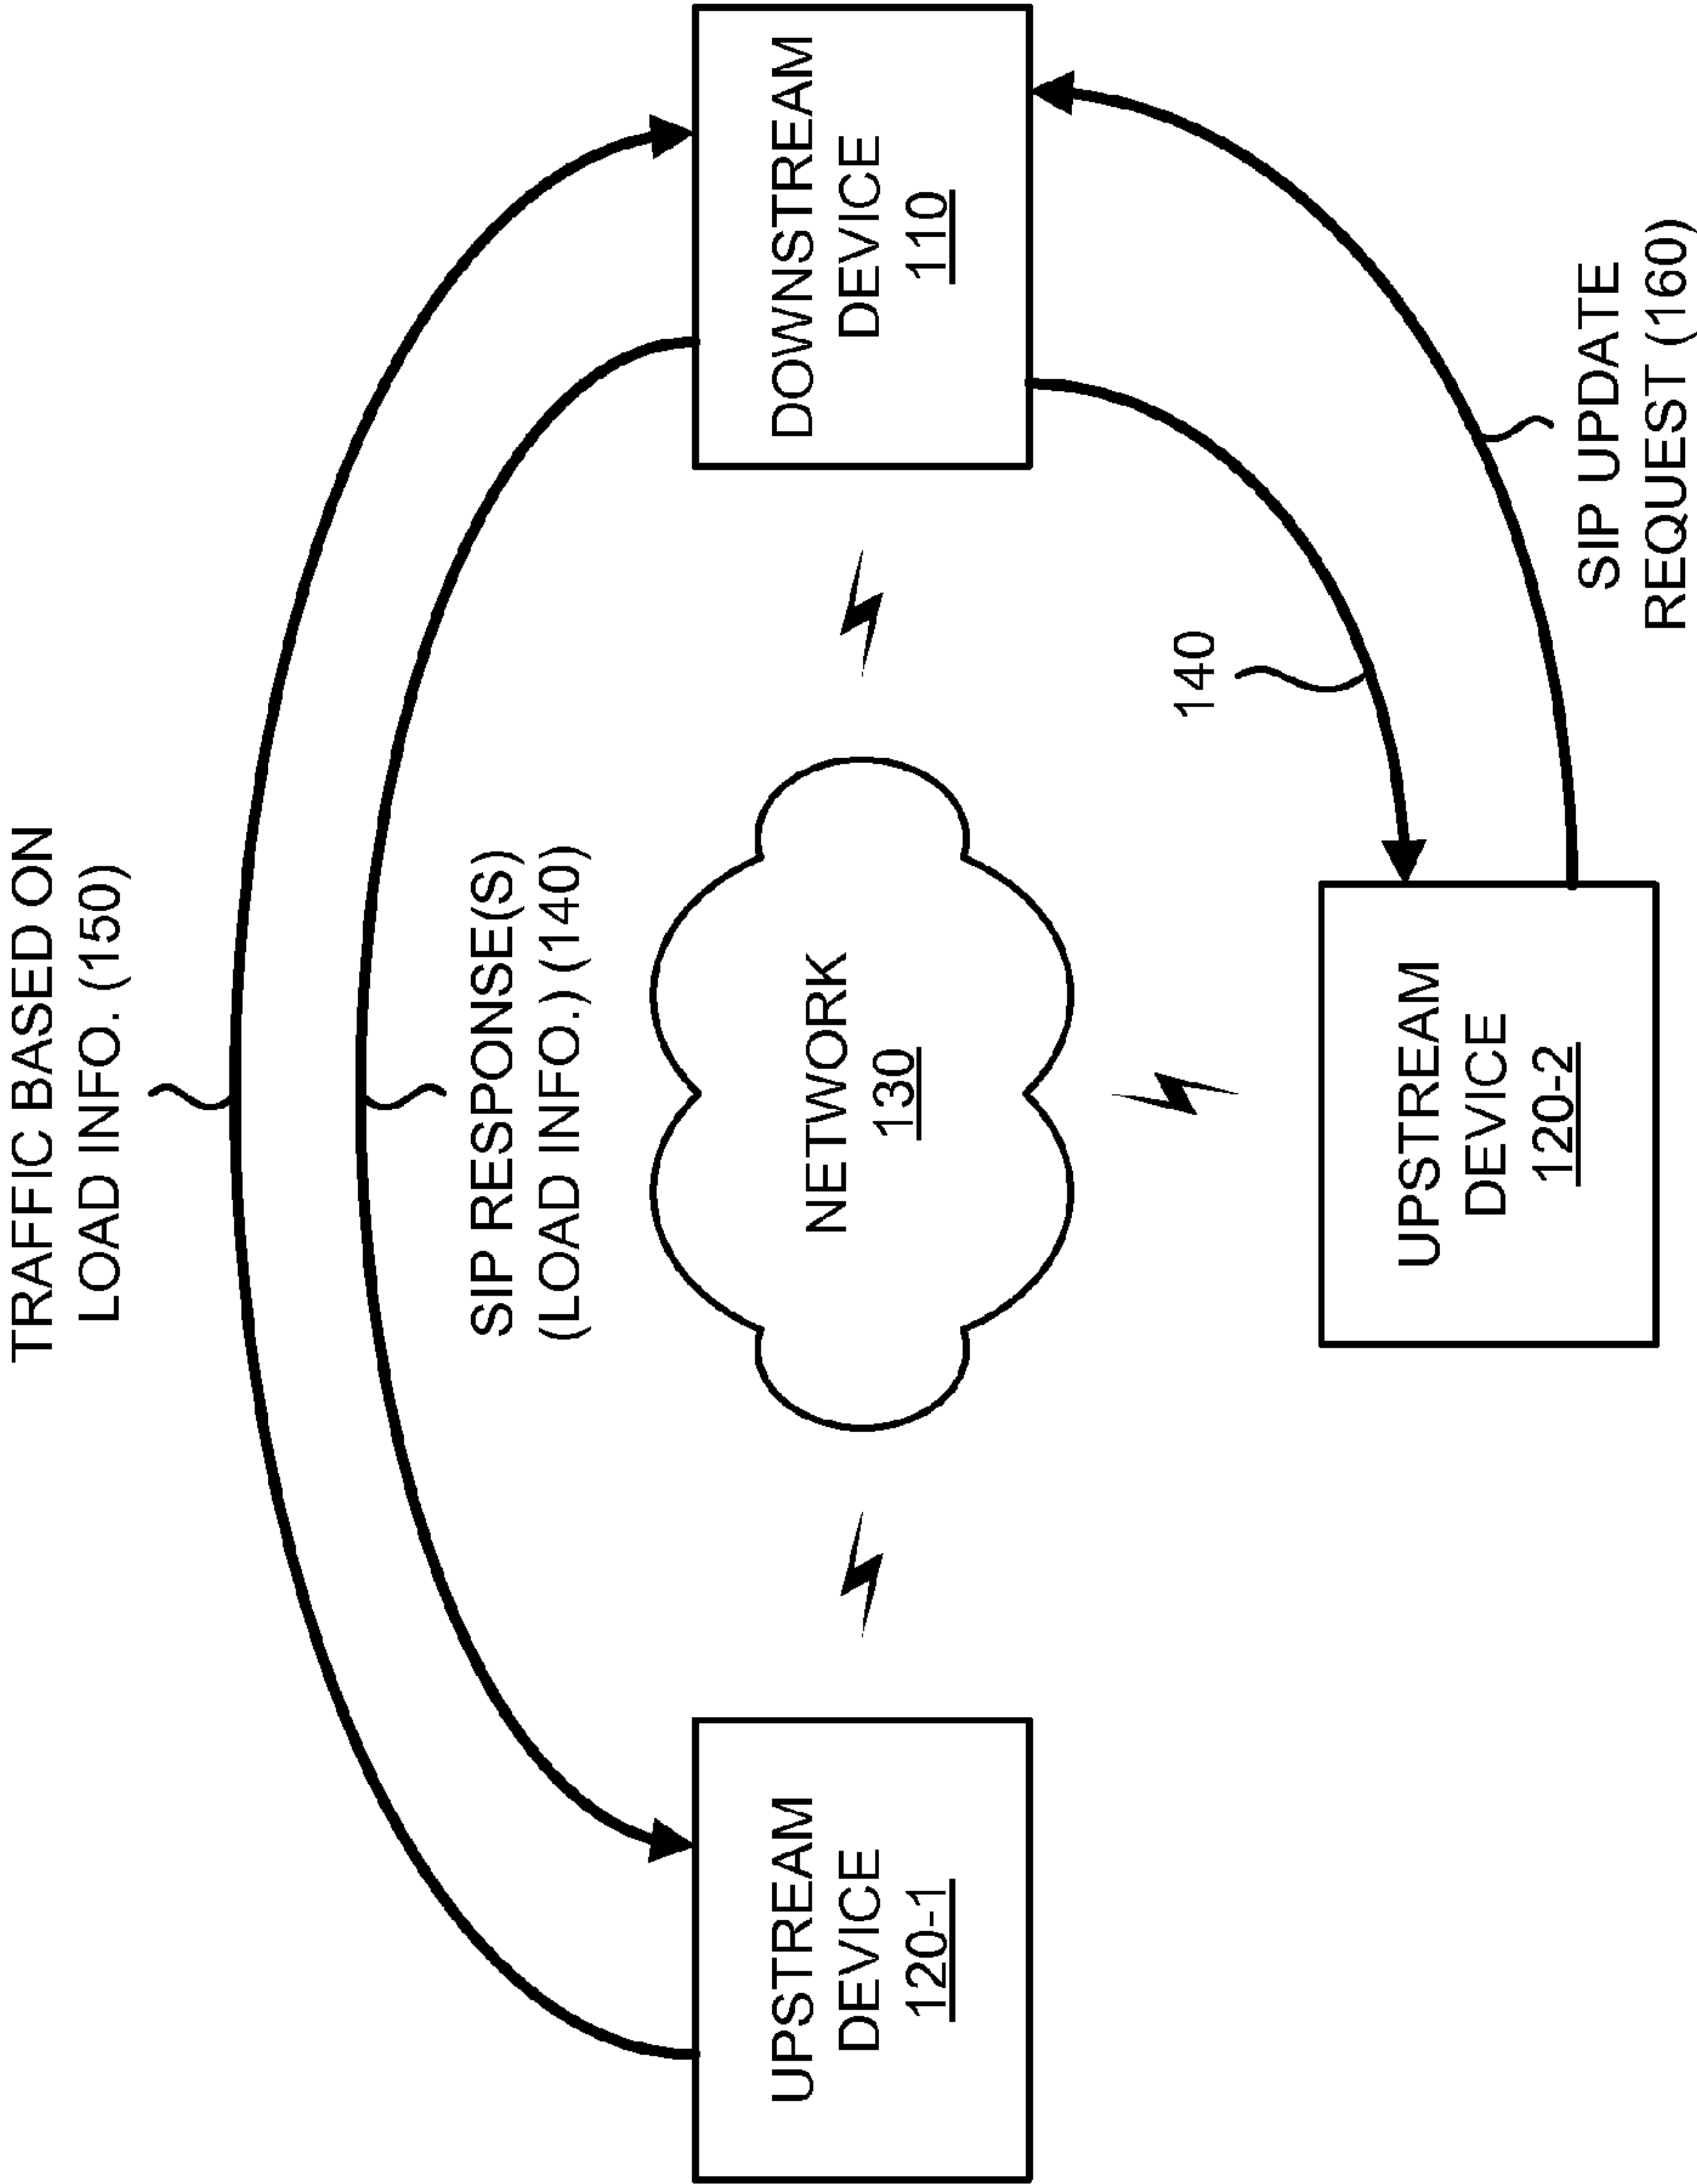 TRAFFIC BASED ON
LOAD INFO. (150)
SIP RESPONSE(S)
(LOAD INFO.) (140)
UPSTREAM
DEVICE
120-1
NETWORK
130
DOWNSTREAM
DEVICE
110
140
UPSTREAM
DEVICE
120-2
SIP UPDATE
REQUEST (160)